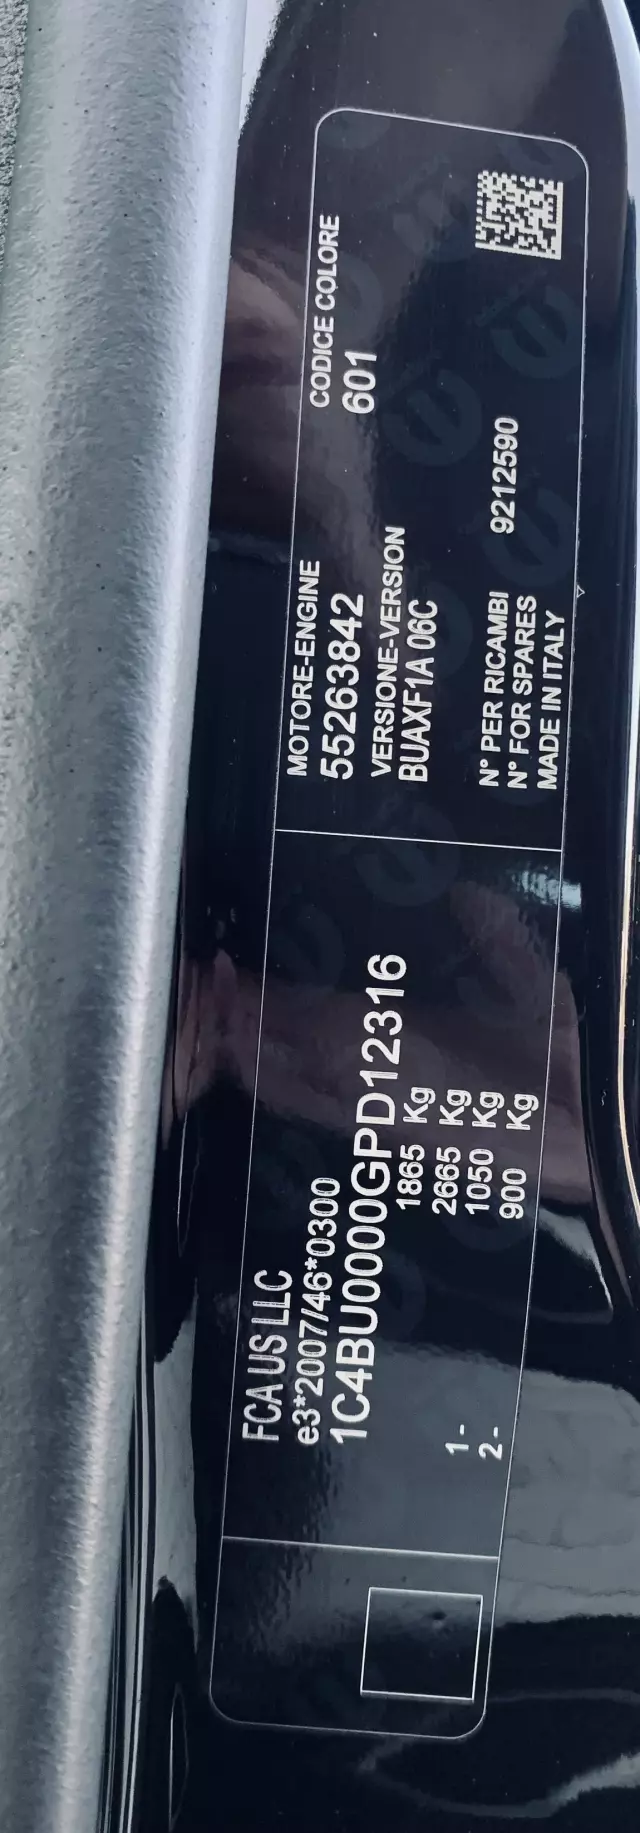 FCA US LLC
e3*2007/46*0300
1C4BU0000GPD12316
1865 Kg
2665 Kg
1- 1050 Kg
2- 900 Kg
MOTORE-ENGINE
55263842
VERSIONE-VERSION
BUAXF1A 06C
CODICE COLORE
601
N° PER RICAMBI
N° FOR SPARES 9212590
MADE IN ITALY